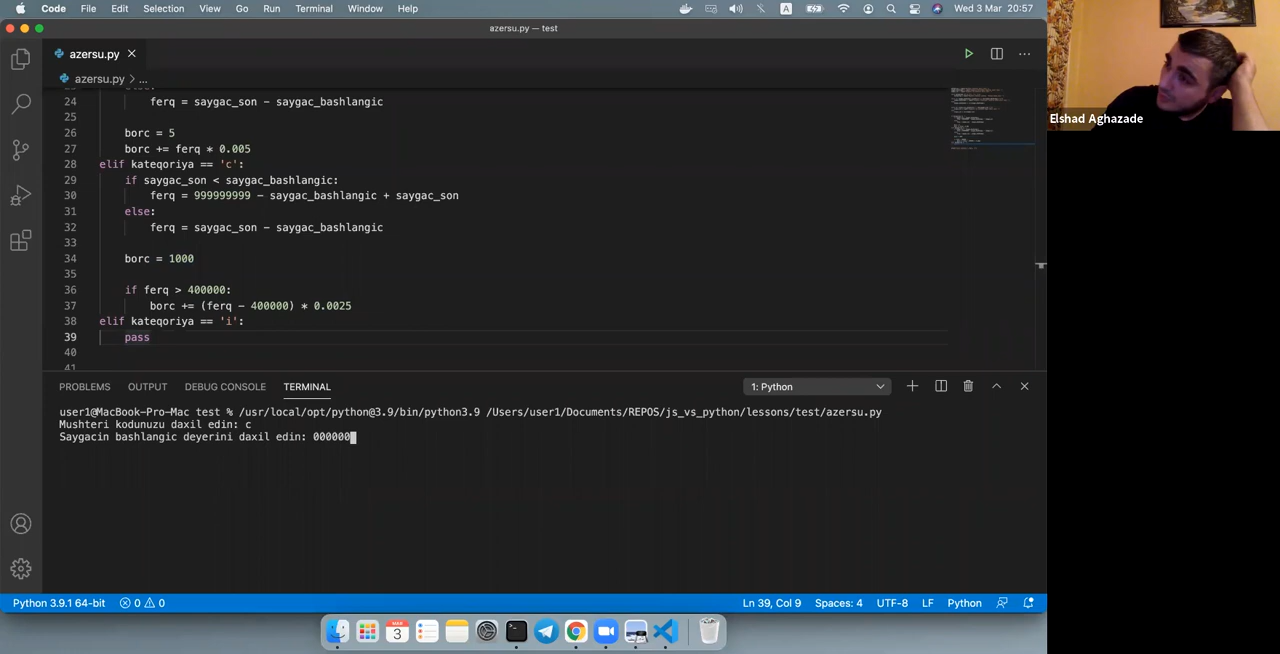 Code File Edit Selection View Go Run Terminal Window Help
A
Wed 3 Mar 20:57
azersu.py — test
azersu.py
azersu.py > ...
24 ferq = saygac_son - saygac_bashlangic
25
26 borc = 5
27 borc += ferq * 0.005
28 elif kateqoriya == 'c':
29 if saygac_son < saygac_bashlangic:
30 ferq = 999999999 - saygac_bashlangic + saygac_son
31 else:
32 ferq = saygac_son - saygac_bashlangic
33
34 borc = 1000
35
36 if ferq > 400000:
37 borc += (ferq - 400000) * 0.0025
38 elif kateqoriya == 'i':
39 pass
40
41
PROBLEMS OUTPUT DEBUG CONSOLE TERMINAL
1: Python
user1@MacBook-Pro-Mac test % /usr/local/opt/python@3.9/bin/python3.9 /Users/user1/Documents/REPOS/js_vs_python/lessons/test/azersu.py
Mushteri kodunuzu daxil edin: c
Saygacin bashlangic deyerini daxil edin: 000000
Python 3.9.1 64-bit 0 0
Ln 39, Col 9 Spaces: 4 UTF-8 LF Python
MAR
3
Elshad Aghazade